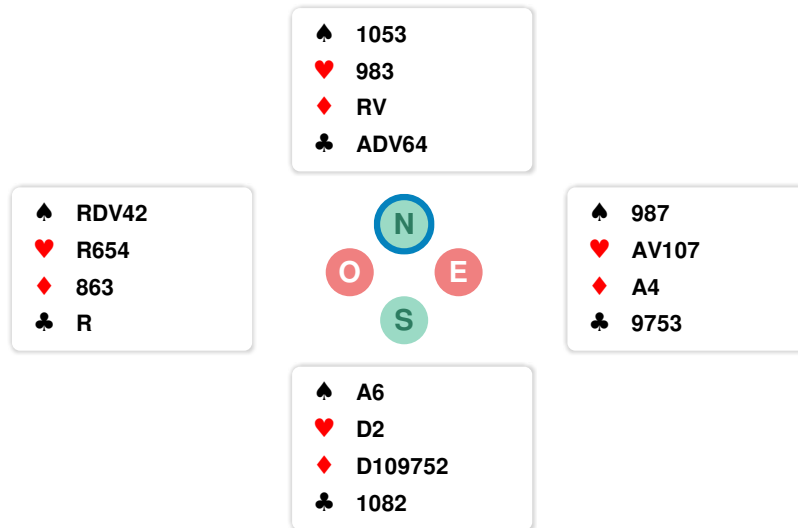 ♠ 1053
♥ 983
♦ RV
♣ ADV64
♠ RDV42
♥ R654
♦ 863
♣ R
N
O
E
S
♠ 987
♥ AV107
♦ A4
♣ 9753
♠ A6
♥ D2
♦ D109752
♣ 1082